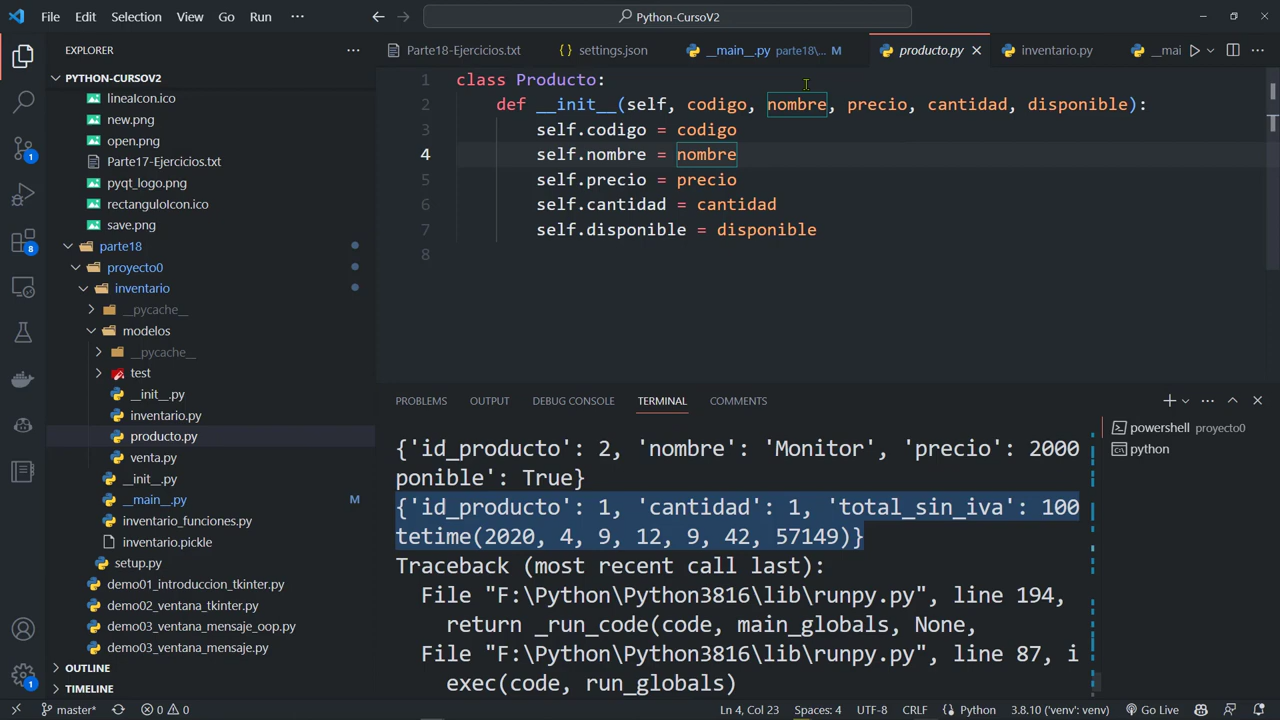 File Edit Selection View Go Run ··· Python-CursoV2
EXPLORER ···
PYTHON-CURSOV2
lineaIcon.ico
new.png
open.png
Parte17-Ejercicios.txt
pyqt_logo.png
rectanguloIcon.ico
save.png
parte18
proyecto0
inventario
__pycache__
modelos
__pycache__
test
__init__.py
inventario.py
producto.py
venta.py
__init__.py
__main__.py M
inventario_funciones.py
inventario.pickle
setup.py
demo01_introduccion_tkinter.py
demo02_ventana_tkinter.py
demo03_ventana_mensaje_oop.py
demo03_ventana_mensaje.py
OUTLINE
TIMELINE
1
8
1
Parte18-Ejercicios.txt {} settings.json __main__.py parte18\... M producto.py inventario.py __mai
1 class Producto:
2 def __init__(self, codigo, nombre, precio, cantidad, disponible):
3 self.codigo = codigo
4 self.nombre = nombre
5 self.precio = precio
6 self.cantidad = cantidad
7 self.disponible = disponible
8
PROBLEMS OUTPUT DEBUG CONSOLE TERMINAL COMMENTS
{'id_producto': 2, 'nombre': 'Monitor', 'precio': 2000
ponible': True}
{'id_producto': 1, 'cantidad': 1, 'total_sin_iva': 100
tetime(2020, 4, 9, 12, 9, 42, 57149)}
Traceback (most recent call last):
File "F:\Python\Python3816\lib\runpy.py", line 194,
return _run_code(code, main_globals, None,
File "F:\Python\Python3816\lib\runpy.py", line 87, i
exec(code, run_globals)
powershell proyecto0
python
master* 0 0 Ln 4, Col 23 Spaces: 4 UTF-8 CRLF Python 3.8.10 ('venv': venv) Go Live